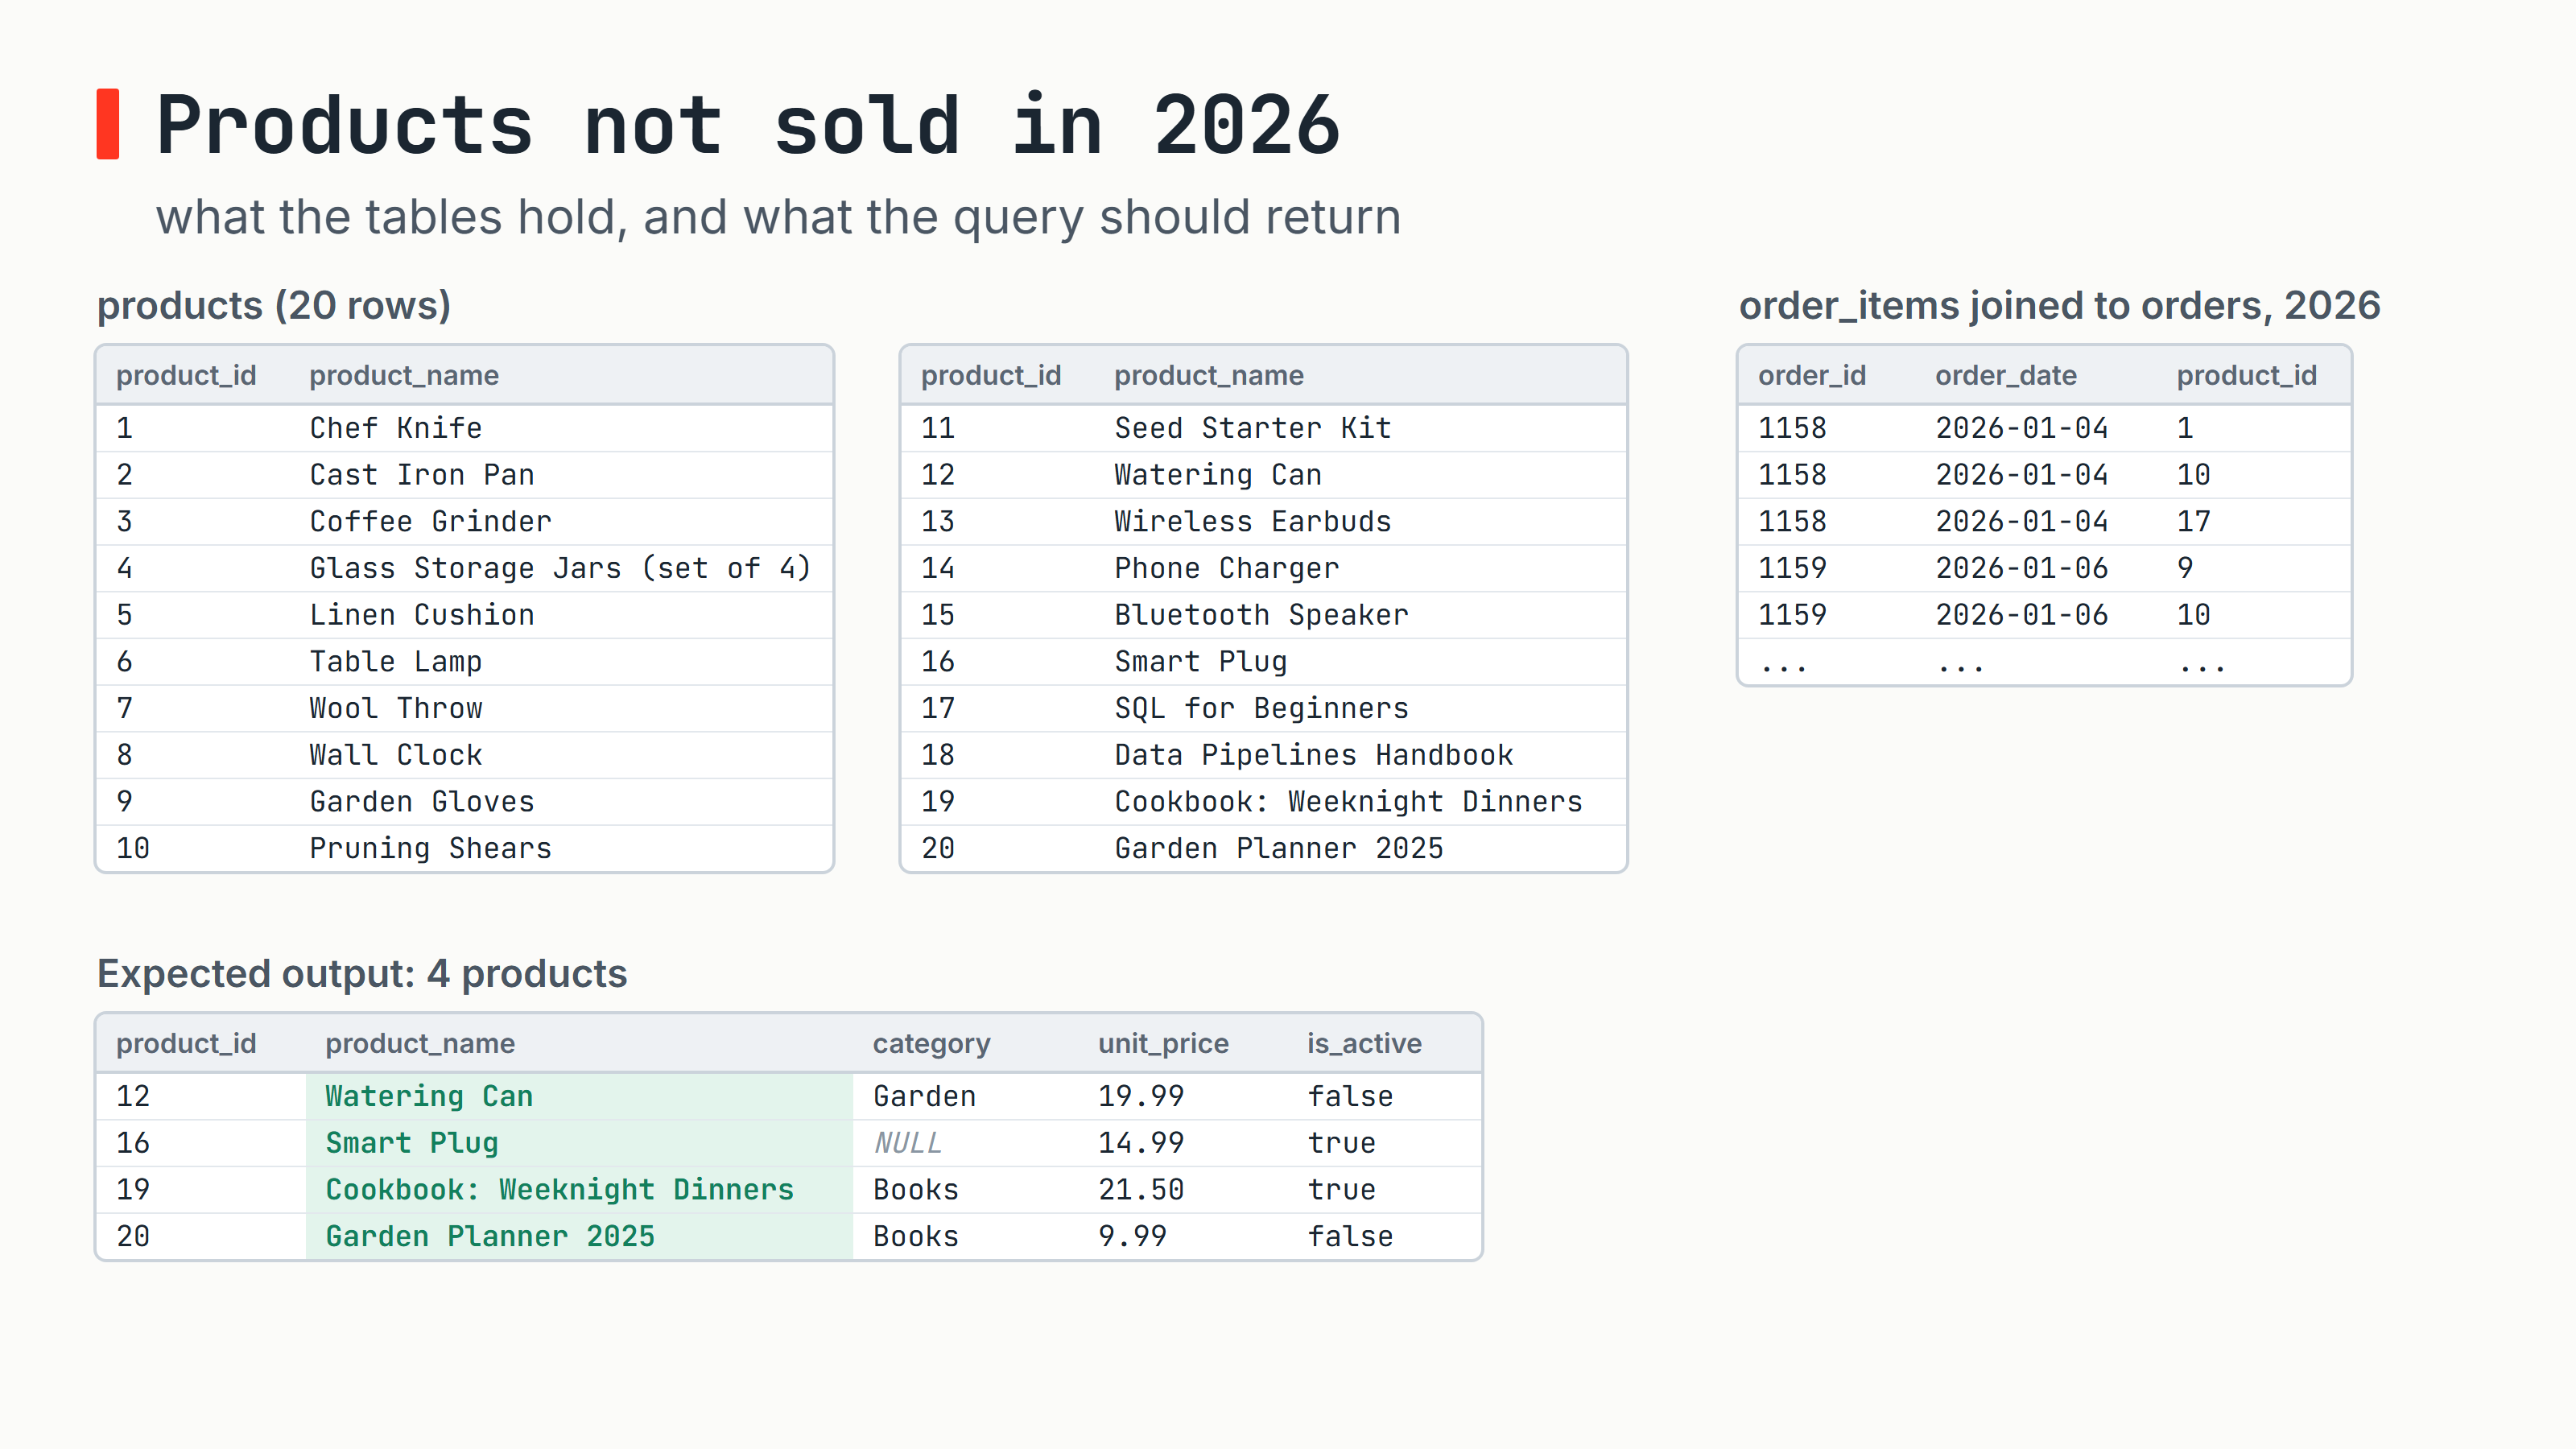 Products not sold in 2026
what the tables hold, and what the query should return
products (20 rows)
product_id product_name
1 Chef Knife
2 Cast Iron Pan
3 Coffee Grinder
4 Glass Storage Jars (set of 4)
5 Linen Cushion
6 Table Lamp
7 Wool Throw
8 Wall Clock
9 Garden Gloves
10 Pruning Shears
product_id product_name
11 Seed Starter Kit
12 Watering Can
13 Wireless Earbuds
14 Phone Charger
15 Bluetooth Speaker
16 Smart Plug
17 SQL for Beginners
18 Data Pipelines Handbook
19 Cookbook: Weeknight Dinners
20 Garden Planner 2025
order_items joined to orders, 2026
order_id order_date product_id
1158 2026-01-04 1
1158 2026-01-04 10
1158 2026-01-04 17
1159 2026-01-06 9
1159 2026-01-06 10
... ... ...
Expected output: 4 products
product_id product_name category unit_price is_active
12 Watering Can Garden 19.99 false
16 Smart Plug NULL 14.99 true
19 Cookbook: Weeknight Dinners Books 21.50 true
20 Garden Planner 2025 Books 9.99 false